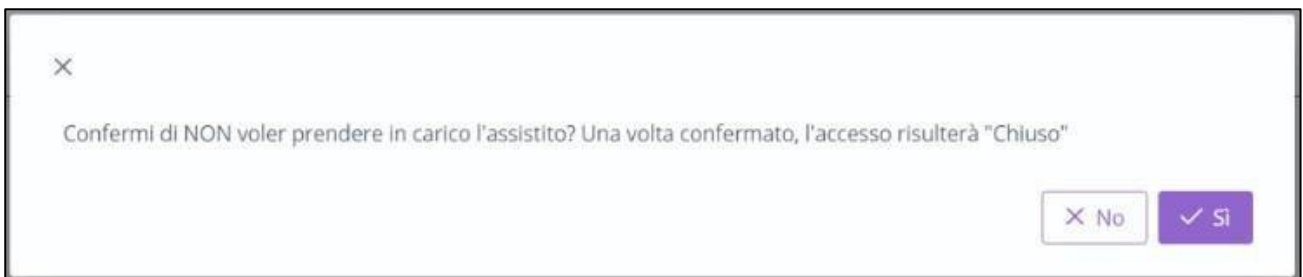 Confermi di NON voler prendere in carico l'assistito? Una volta confermato, l'accesso risulterà "Chiuso"
No
Sì